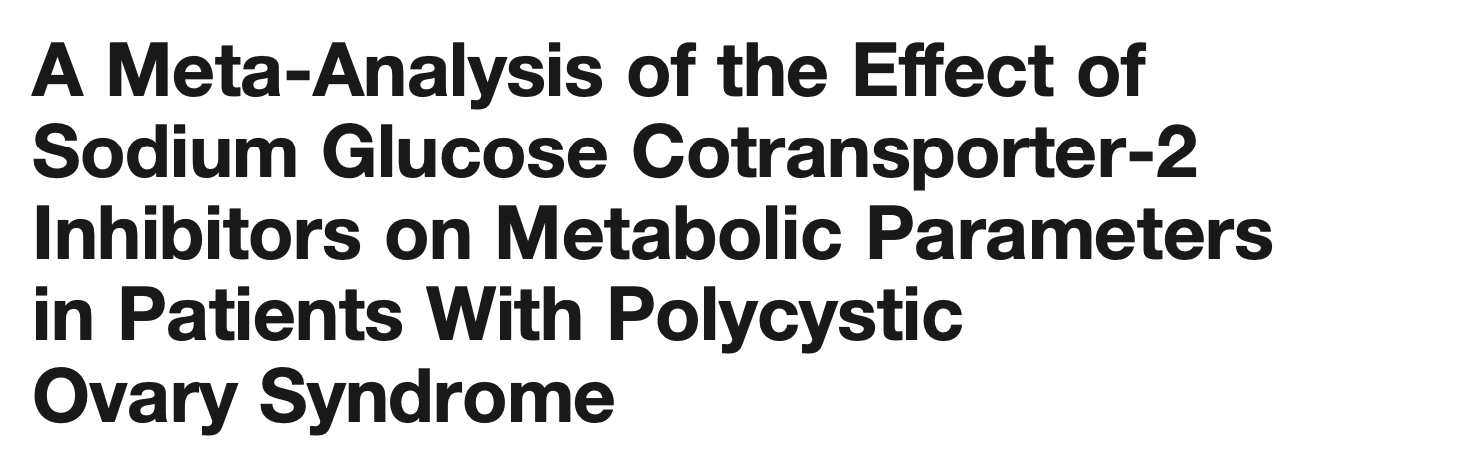 A Meta-Analysis of the Effect of
Sodium Glucose Cotransporter-2
Inhibitors on Metabolic Parameters
in Patients With Polycystic
Ovary Syndrome